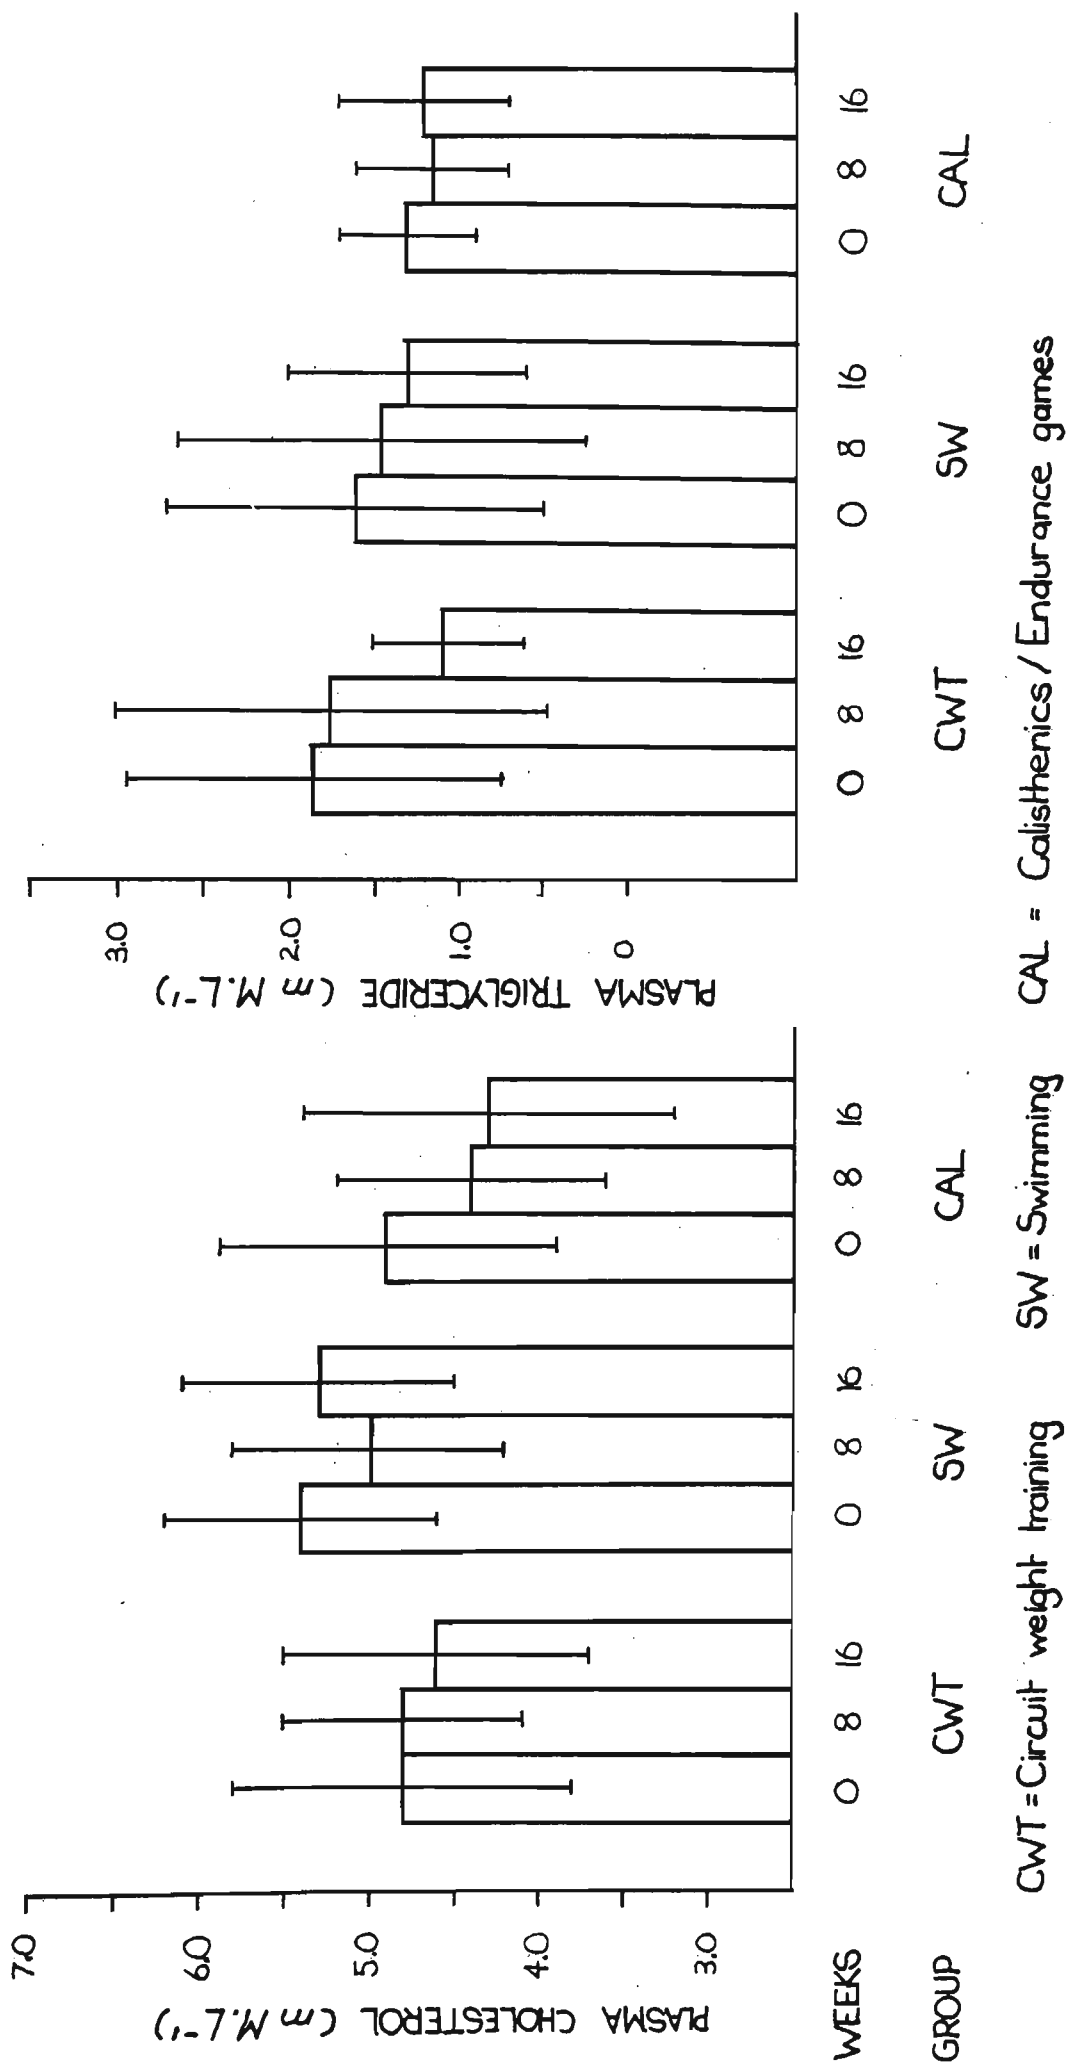 PLASMA CHOLESTEROL (m M.L⁻¹)
7.0
6.0
5.0
4.0
3.0
PLASMA TRIGLYCERIDE (m M.L⁻¹)
3.0
2.0
1.0
0
WEEKS 0 8 16 0 8 16 0 8 16 0 8 16 0 8 16 0 8 16
GROUP CWT SW CAL CWT SW CAL
CWT = Circuit weight training SW = Swimming CAL = Calisthenics / Endurance games